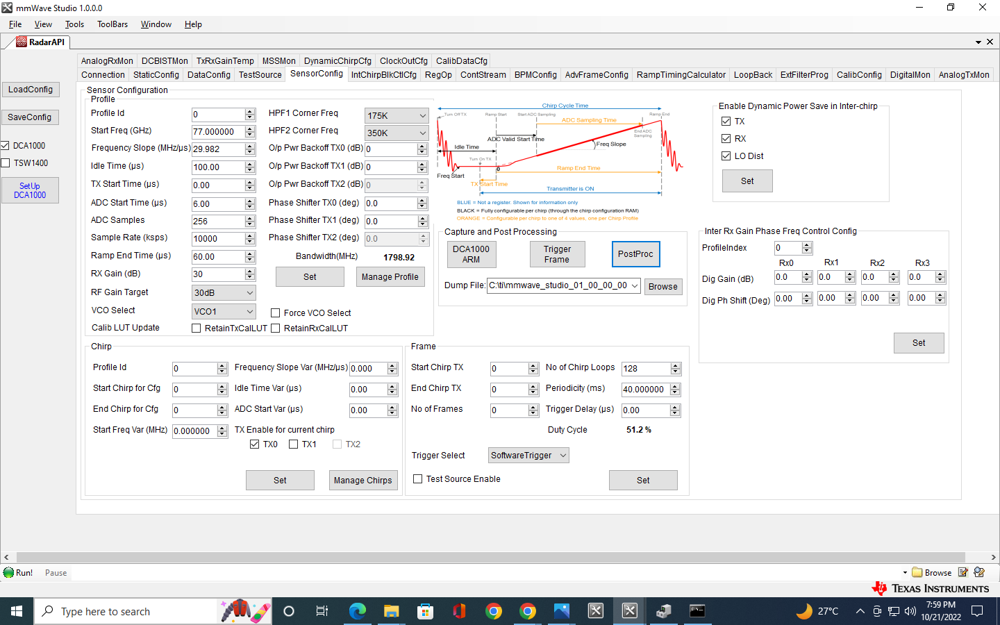 mmWave Studio 1.0.0.0
File Tools ToolBars Window Help
RadarAPI
AnalogRxMon DCBISTMon TxRxGainTemp MSSMon DynamicChirpCfg ClockOutCfg CalibDataCfg
Connection StaticConfig DataConfig TestSource SensorConfig IntChirpBlkCtlCfg RegOp ContStream BPMConfig AdvFrameConfig RampTimingCalculator LoopBack ExtFilterProg CalibConfig DigitalMon AnalogTxMon
LoadConfig
SaveConfig
DCA1000
TSW1400
SetUp
DCA1000
Sensor Configuration
Profile
Profile Id 0 HPF1 Corner Freq 175K
Start Freq (GHz) 77.000000 HPF2 Corner Freq 350K
Frequency Slope (MHz/µs) 29.982 O/p Pwr Backoff TX0 (dB) 0
Idle Time (µs) 100.00 O/p Pwr Backoff TX1 (dB) 0
TX Start Time (µs) 0.00 O/p Pwr Backoff TX2 (dB) 0
ADC Start Time (µs) 6.00 Phase Shifter TX0 (deg) 0.0
ADC Samples 256 Phase Shifter TX1 (deg) 0.0
Sample Rate (ksps) 10000 Phase Shifter TX2 (deg) 0.0
Ramp End Time (µs) 60.00 Bandwidth(MHz) 1798.92
RX Gain (dB) 30 Set Manage Profile
RF Gain Target 30dB
VCO Select VCO1 Force VCO Select
Calib LUT Update RetainTxCalLUT RetainRxCalLUT
Chirp Cycle Time
Turn Off TX Ramp Start Start ADC Sampling Ramp End
ADC Sampling Time
End ADC
Sampling
ADC Valid Start Time
Idle Time Freq Slope
Turn On TX
0 Ramp End Time
Freq Start
TX Start Time
Transmitter is ON
BLUE = Not a register. Shown for information only
BLACK = Fully configurable per chirp (through the chirp configuration RAM)
ORANGE = Configurable per chirp to one of 4 values, one per Chirp Profile
Capture and Post Processing
DCA1000
ARM
Trigger
Frame
PostProc
Dump File: C:\ti\mmwave_studio_01_00_00_00 Browse
Enable Dynamic Power Save in Inter-chirp
TX
RX
LO Dist
Set
Inter Rx Gain Phase Freq Control Config
ProfileIndex 0
Rx0 Rx1 Rx2 Rx3
Dig Gain (dB) 0.0 0.0 0.0 0.0
Dig Ph Shift (Deg) 0.00 0.00 0.00 0.00
Set
Chirp
Profile Id 0 Frequency Slope Var (MHz/µs) 0.000
Start Chirp for Cfg 0 Idle Time Var (µs) 0.00
End Chirp for Cfg 0 ADC Start Var (µs) 0.00
Start Freq Var (MHz) 0.000000 TX Enable for current chirp
TX0 TX1 TX2
Set Manage Chirps
Frame
Start Chirp TX 0 No of Chirp Loops 128
End Chirp TX 0 Periodicity (ms) 40.000000
No of Frames 0 Trigger Delay (µs) 0.00
Duty Cycle 51.2 %
Trigger Select SoftwareTrigger
Test Source Enable Set
Run! Pause Browse
TEXAS INSTRUMENTS
Type here to search
27°C
7:59 PM
10/21/2022